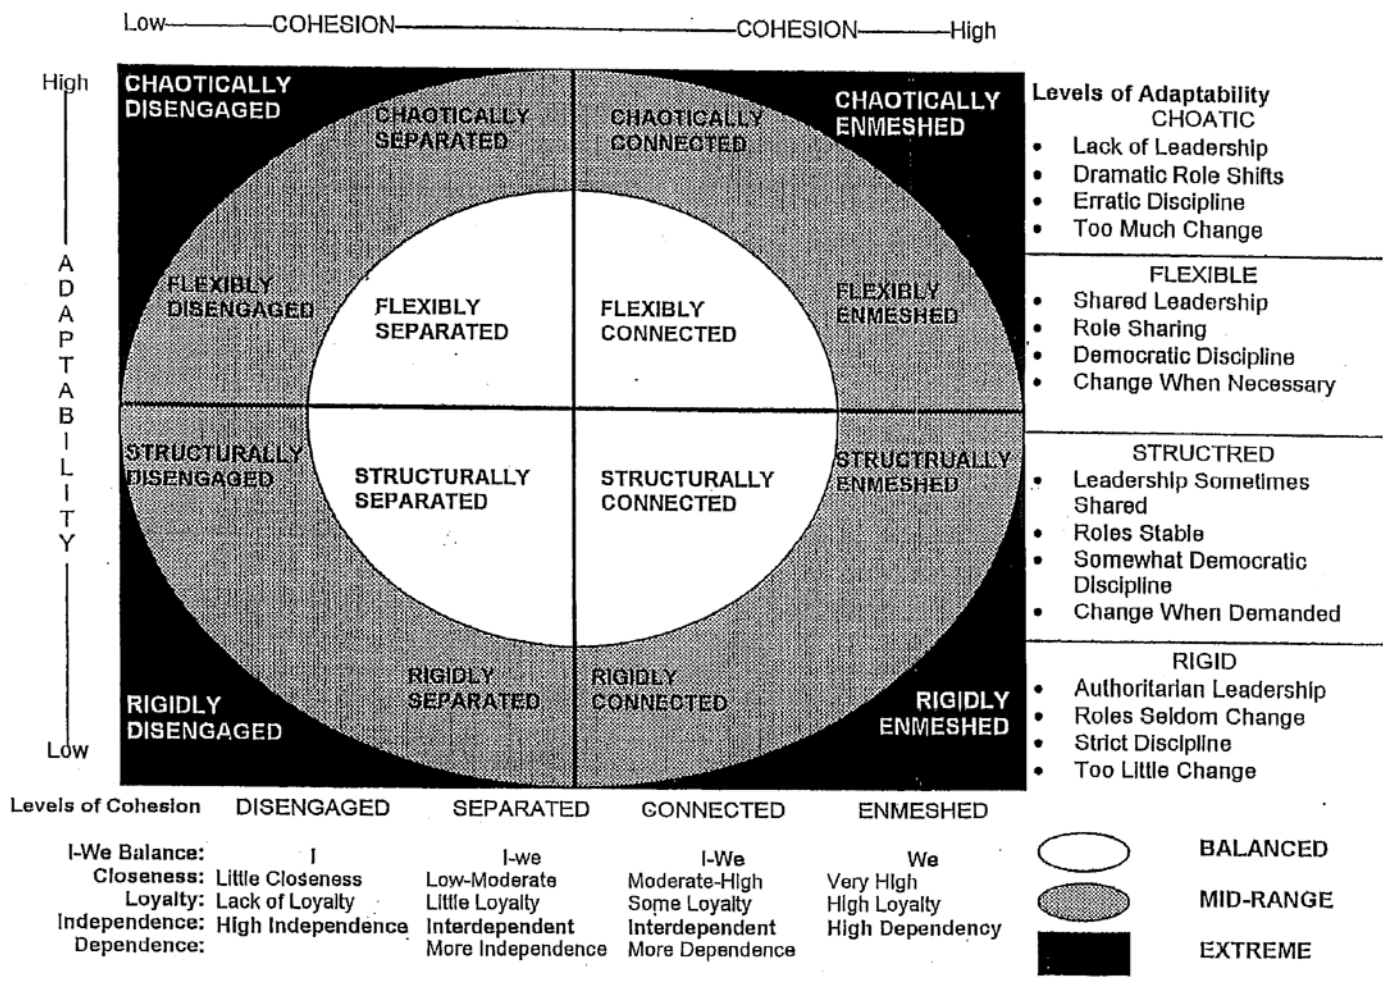 Low COHESION COHESION High
High
ADAPTABILITY
Low
CHAOTICALLY
DISENGAGED
CHAOTICALLY
SEPARATED
CHAOTICALLY
CONNECTED
CHAOTICALLY
ENMESHED
FLEXIBLY
DISENGAGED
FLEXIBLY
SEPARATED
FLEXIBLY
CONNECTED
FLEXIBLY
ENMESHED
STRUCTURALLY
DISENGAGED
STRUCTURALLY
SEPARATED
STRUCTURALLY
CONNECTED
STRUCTRUALLY
ENMESHED
RIGIDLY
DISENGAGED
RIGIDLY
SEPARATED
RIGIDLY
CONNECTED
RIGIDLY
ENMESHED
Levels of Adaptability
CHOATIC
• Lack of Leadership
• Dramatic Role Shifts
• Erratic Discipline
• Too Much Change
FLEXIBLE
• Shared Leadership
• Role Sharing
• Democratic Discipline
• Change When Necessary
STRUCTRED
• Leadership Sometimes
Shared
• Roles Stable
• Somewhat Democratic
Discipline
• Change When Demanded
RIGID
• Authoritarian Leadership
• Roles Seldom Change
• Strict Discipline
• Too Little Change
Levels of Cohesion DISENGAGED SEPARATED CONNECTED ENMESHED
I-We Balance: I I-we I-We We
Closeness: Little Closeness Low-Moderate Moderate-High Very High
Loyalty: Lack of Loyalty Little Loyalty Some Loyalty High Loyalty
Independence: High Independence Interdependent Interdependent High Dependency
Dependence: More Independence More Dependence
BALANCED
MID-RANGE
EXTREME